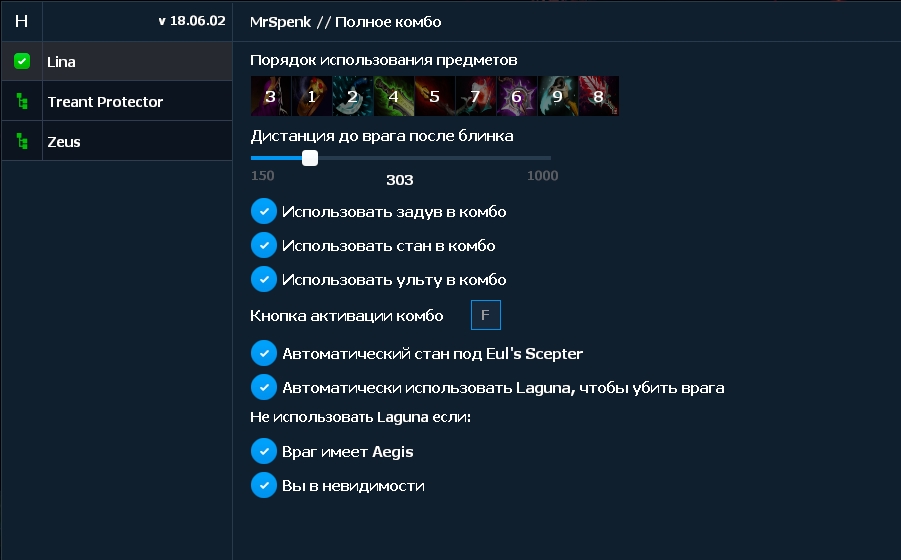 H v 18.06.02 MrSpenk // Полное комбо
Lina
Treant Protector
Zeus
Порядок использования предметов
3 1 2 4 5 7 6 9 8
Дистанция до врага после блинка
150 303 1000
Использовать задув в комбо
Использовать стан в комбо
Использовать ульту в комбо
Кнопка активации комбо F
Автоматический стан под Eul's Scepter
Автоматически использовать Laguna, чтобы убить врага
Не использовать Laguna если:
Враг имеет Aegis
Вы в невидимости